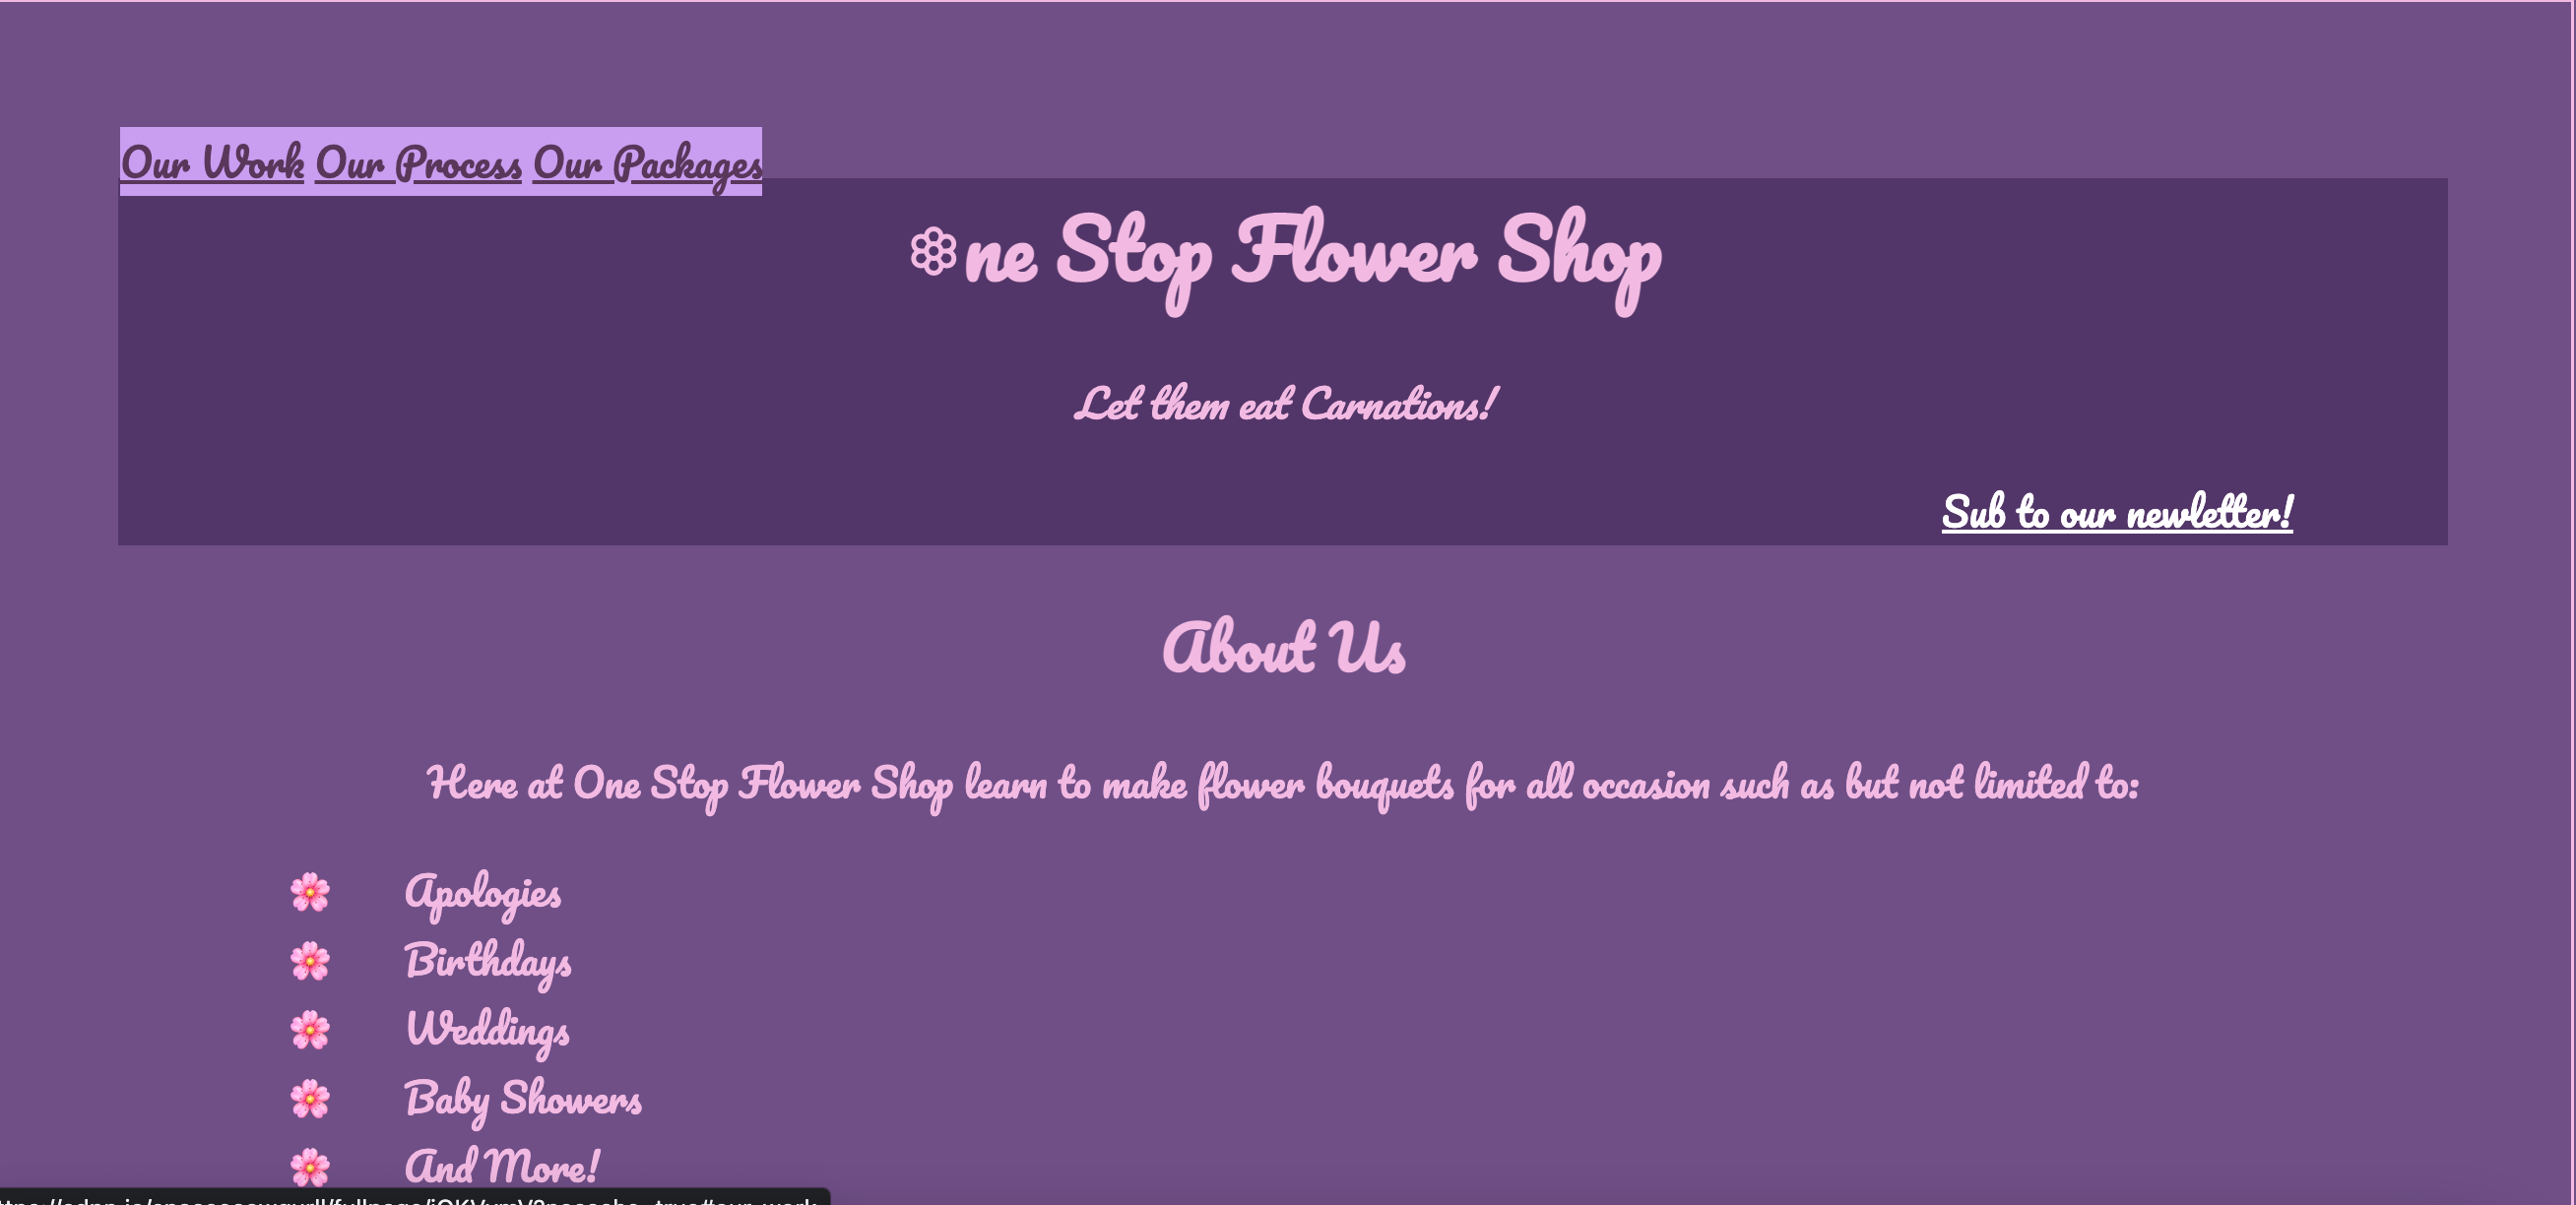 Our Work Our Process Our Packages
❁ne Stop Flower Shop
Let them eat Carnations!
Sub to our newletter!
About Us
Here at One Stop Flower Shop learn to make flower bouquets for all occasion such as but not limited to:
🌸 Apologies
🌸 Birthdays
🌸 Weddings
🌸 Baby Showers
🌸 And More!